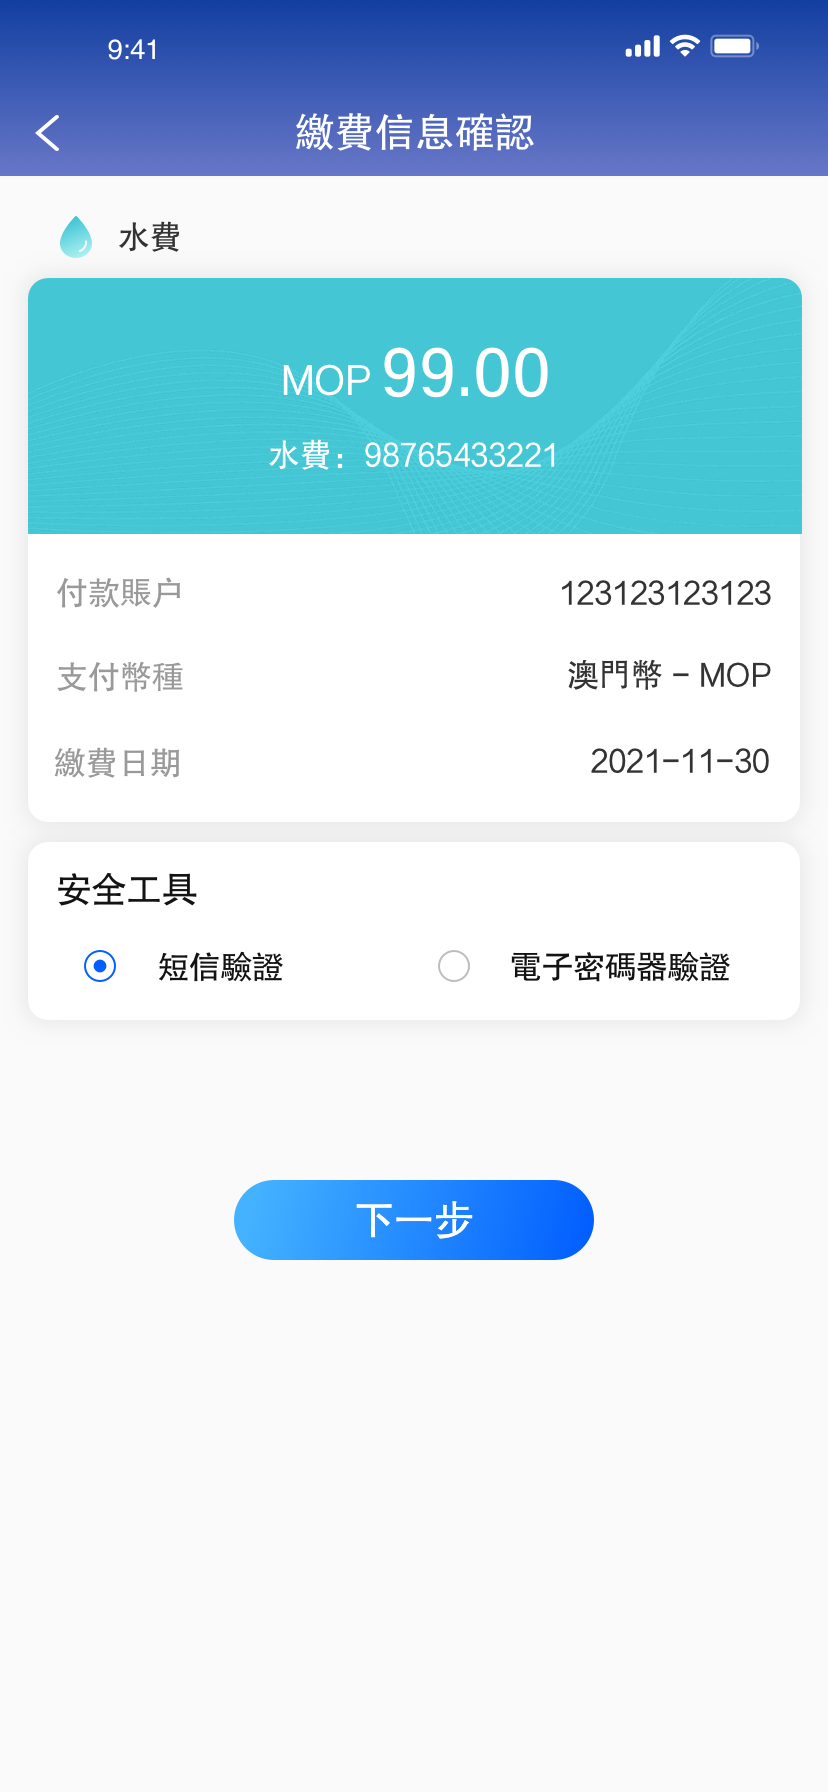 9:41
繳費信息確認
水費
MOP 99.00
水費：98765433221
付款賬户 123123123123
支付幣種 澳門幣 - MOP
繳費日期 2021-11-30
安全工具
短信驗證 電子密碼器驗證
下一步